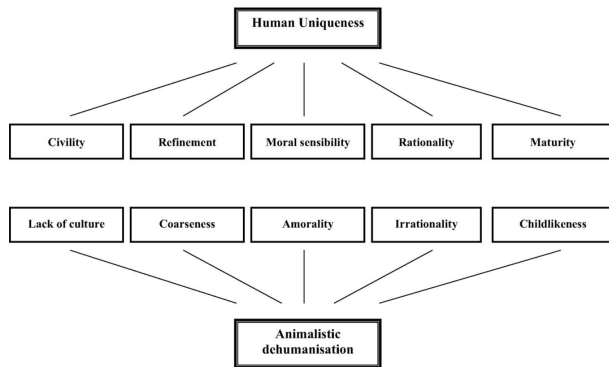 Human Uniqueness
Civility
Refinement
Moral sensibility
Rationality
Maturity
Lack of culture
Coarseness
Amorality
Irrationality
Childlikeness
Animalistic
dehumanisation